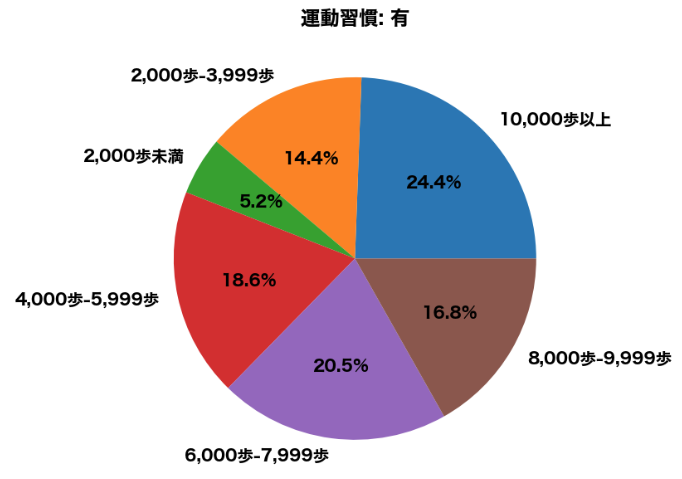 運動習慣: 有
2,000歩-3,999歩
10,000歩以上
2,000歩未満
14.4%
24.4%
5.2%
18.6%
4,000歩-5,999歩
16.8%
8,000歩-9,999歩
20.5%
6,000歩-7,999歩